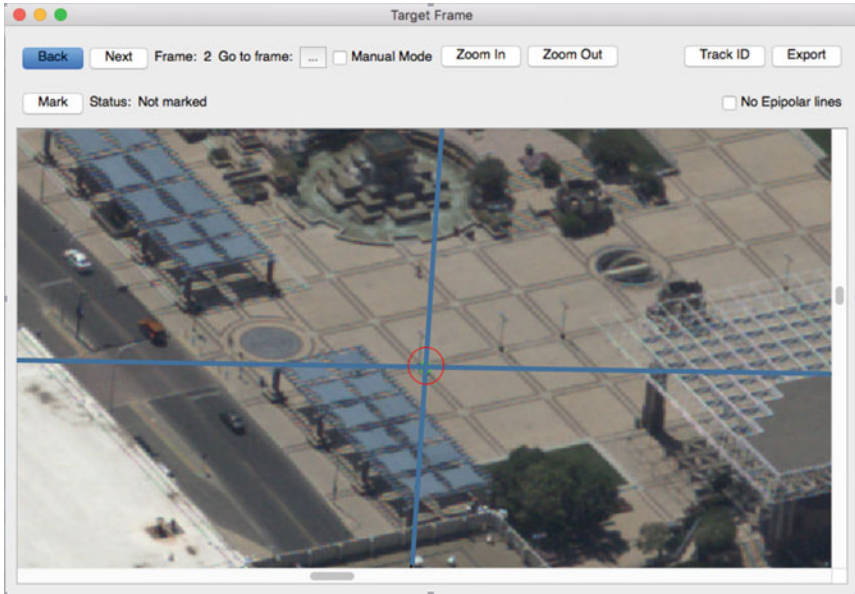 Target Frame
Back Next Frame: 2 Go to frame: ... Manual Mode Zoom In Zoom Out Track ID Export
Mark Status: Not marked No Epipolar lines